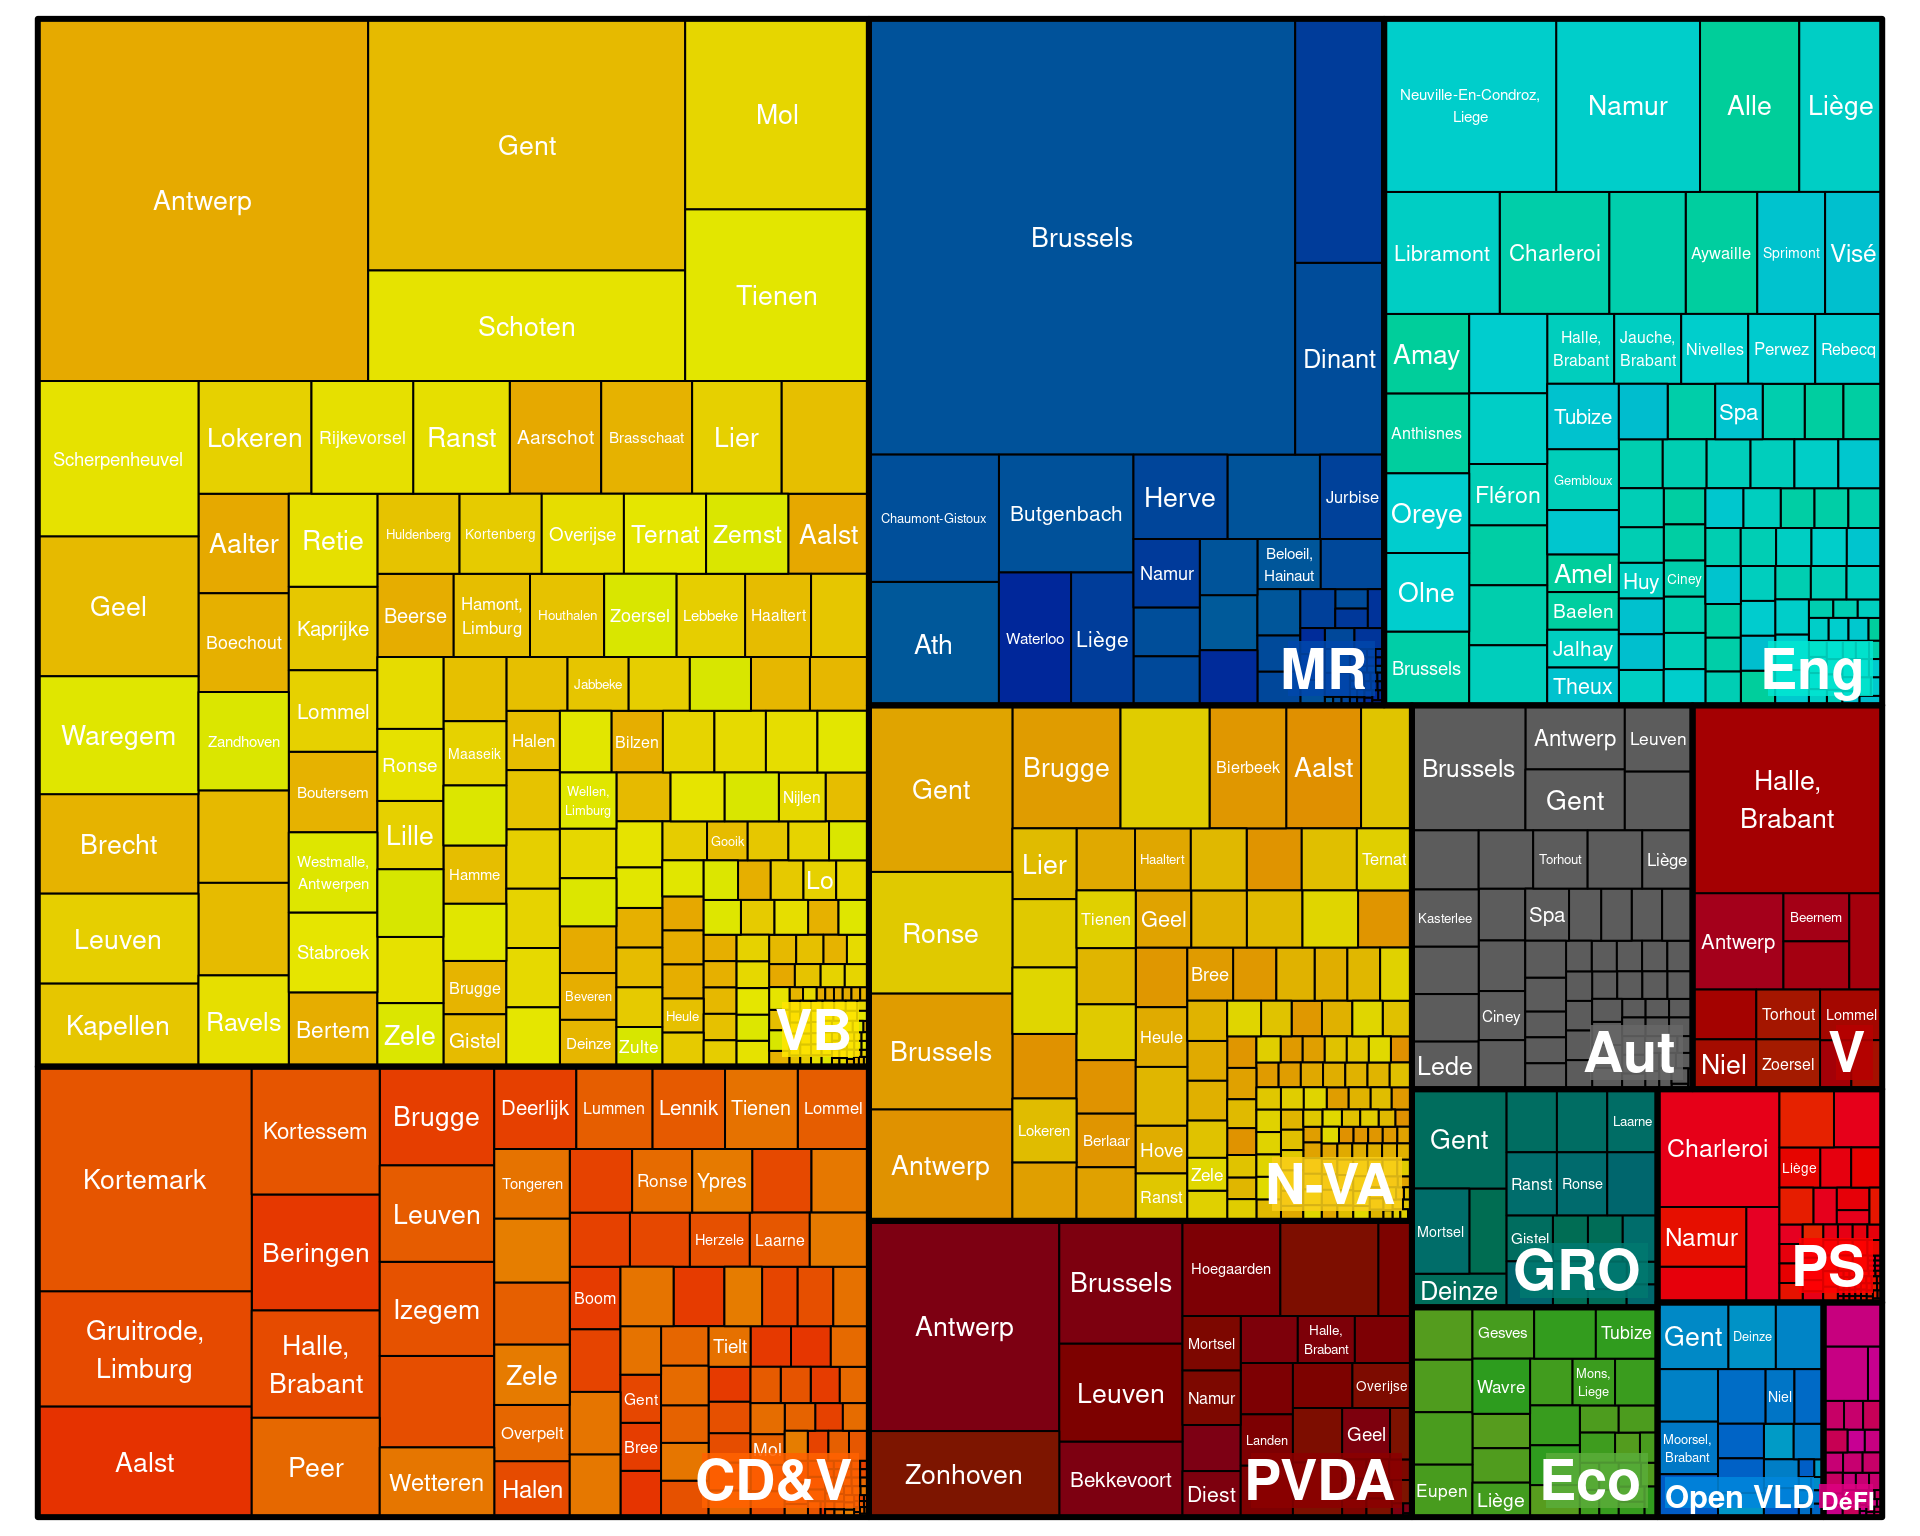 Antwerp
Gent
Mol
Schoten
Tienen
Scherpenheuvel
Lokeren
Rijkevorsel
Ranst
Aarschot
Brasschaat
Lier
Geel
Aalter
Retie
Huldenberg
Kortenberg
Overijse
Ternat
Zemst
Aalst
Boechout
Kaprijke
Beerse
Hamont,
Limburg
Houthalen
Zoersel
Lebbeke
Haaltert
Waregem
Zandhoven
Lommel
Ronse
Maaseik
Halen
Jabbeke
Bilzen
Brecht
Boutersem
Lille
Wellen,
Limburg
Nijlen
Gooik
Lo
Leuven
Westmalle,
Antwerpen
Hamme
Stabroek
Kapellen
Ravels
Bertem
Zele
Brugge
Gistel
Beveren
Deinze
Zulte
Heule
VB
Brussels
Dinant
Chaumont-Gistoux
Butgenbach
Herve
Jurbise
Ath
Waterloo
Liège
Namur
Beloeil,
Hainaut
MR
Neuville-En-Condroz,
Liege
Namur
Alle
Liège
Libramont
Charleroi
Aywaille
Sprimont
Visé
Amay
Halle,
Brabant
Jauche,
Brabant
Nivelles
Perwez
Rebecq
Anthisnes
Tubize
Spa
Oreye
Fléron
Gembloux
Olne
Amel
Huy
Ciney
Baelen
Brussels
Jalhay
Theux
Eng
Kortemark
Kortessem
Brugge
Deerlijk
Lummen
Lennik
Tienen
Lommel
Gruitrode,
Limburg
Beringen
Leuven
Tongeren
Ronse
Ypres
Herzele
Laarne
Halle,
Brabant
Izegem
Boom
Zele
Tielt
Aalst
Peer
Wetteren
Overpelt
Halen
Gent
Bree
Mol
CD&V
Gent
Brugge
Bierbeek
Aalst
Ronse
Lier
Haaltert
Ternat
Tienen
Geel
Brussels
Bree
Heule
Antwerp
Lokeren
Berlaar
Hove
Ranst
Zele
N-VA
Antwerp
Brussels
Hoegaarden
Leuven
Mortsel
Halle,
Brabant
Namur
Overijse
Zonhoven
Bekkevoort
Landen
Geel
Diest
PVDA
Brussels
Antwerp
Leuven
Gent
Torhout
Liège
Kasterlee
Spa
Ciney
Lede
Aut
Halle,
Brabant
Antwerp
Beernem
Torhout
Lommel
Niel
Zoersel
V
Gent
Laarne
Ranst
Ronse
Mortsel
Gistel
Deinze
GRO
Charleroi
Liège
Namur
PS
Gesves
Tubize
Wavre
Mons,
Liege
Eupen
Liège
Eco
Gent
Deinze
Niel
Moorsel,
Brabant
Open VLD
DéFI